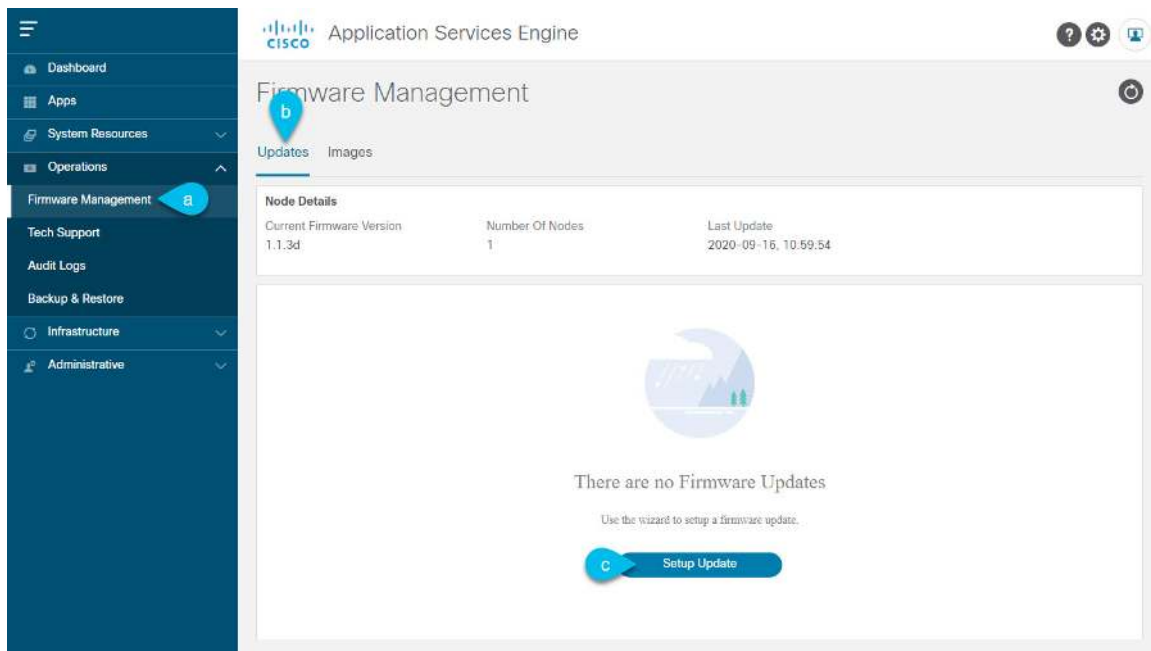 CISCO Application Services Engine
Dashboard
Apps
System Resources
Operations
Firmware Management
a
Tech Support
Audit Logs
Backup & Restore
Infrastructure
Administrative
Firmware Management
b
Updates Images
Node Details
Current Firmware Version Number Of Nodes Last Update
1.1.3d 1 2020-09-16, 10.59.54
There are no Firmware Updates
Use the wizard to setup a firmware update.
c Setup Update